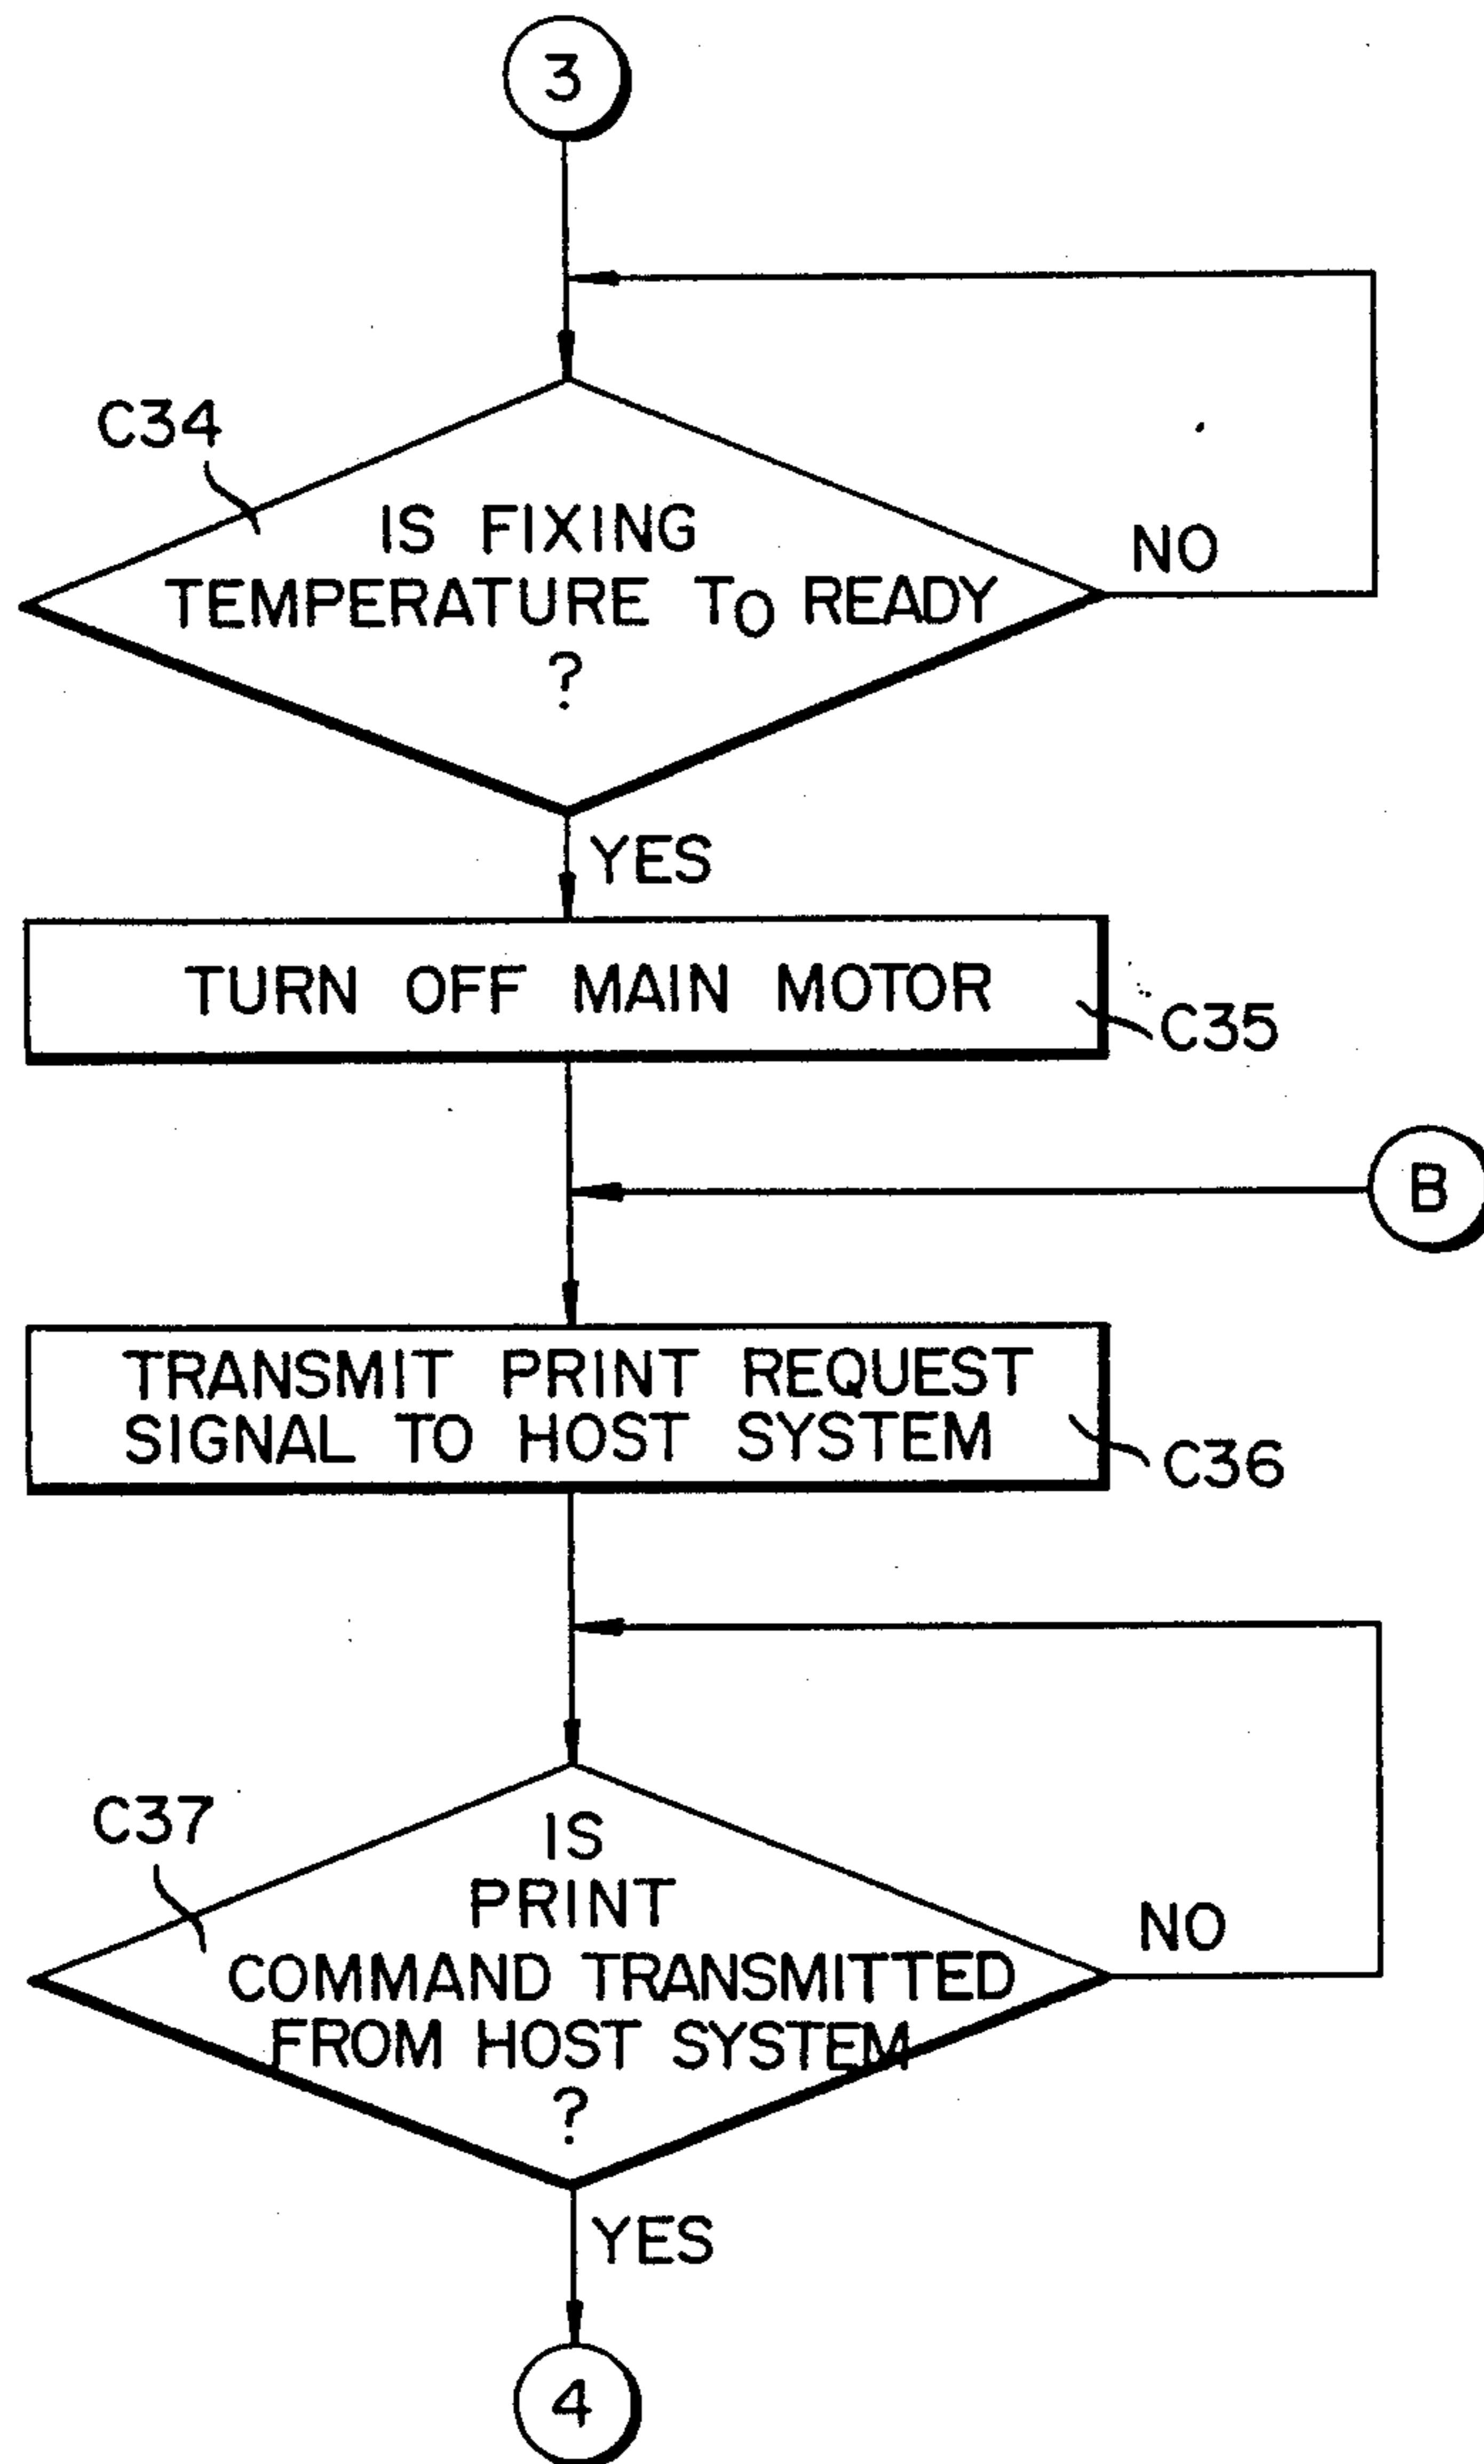 3
C34
IS FIXING
TEMPERATURE TO READY
?
NO
YES
TURN OFF MAIN MOTOR
C35
B
TRANSMIT PRINT REQUEST
SIGNAL TO HOST SYSTEM
C36
C37
IS
PRINT
COMMAND TRANSMITTED
FROM HOST SYSTEM
?
NO
YES
4